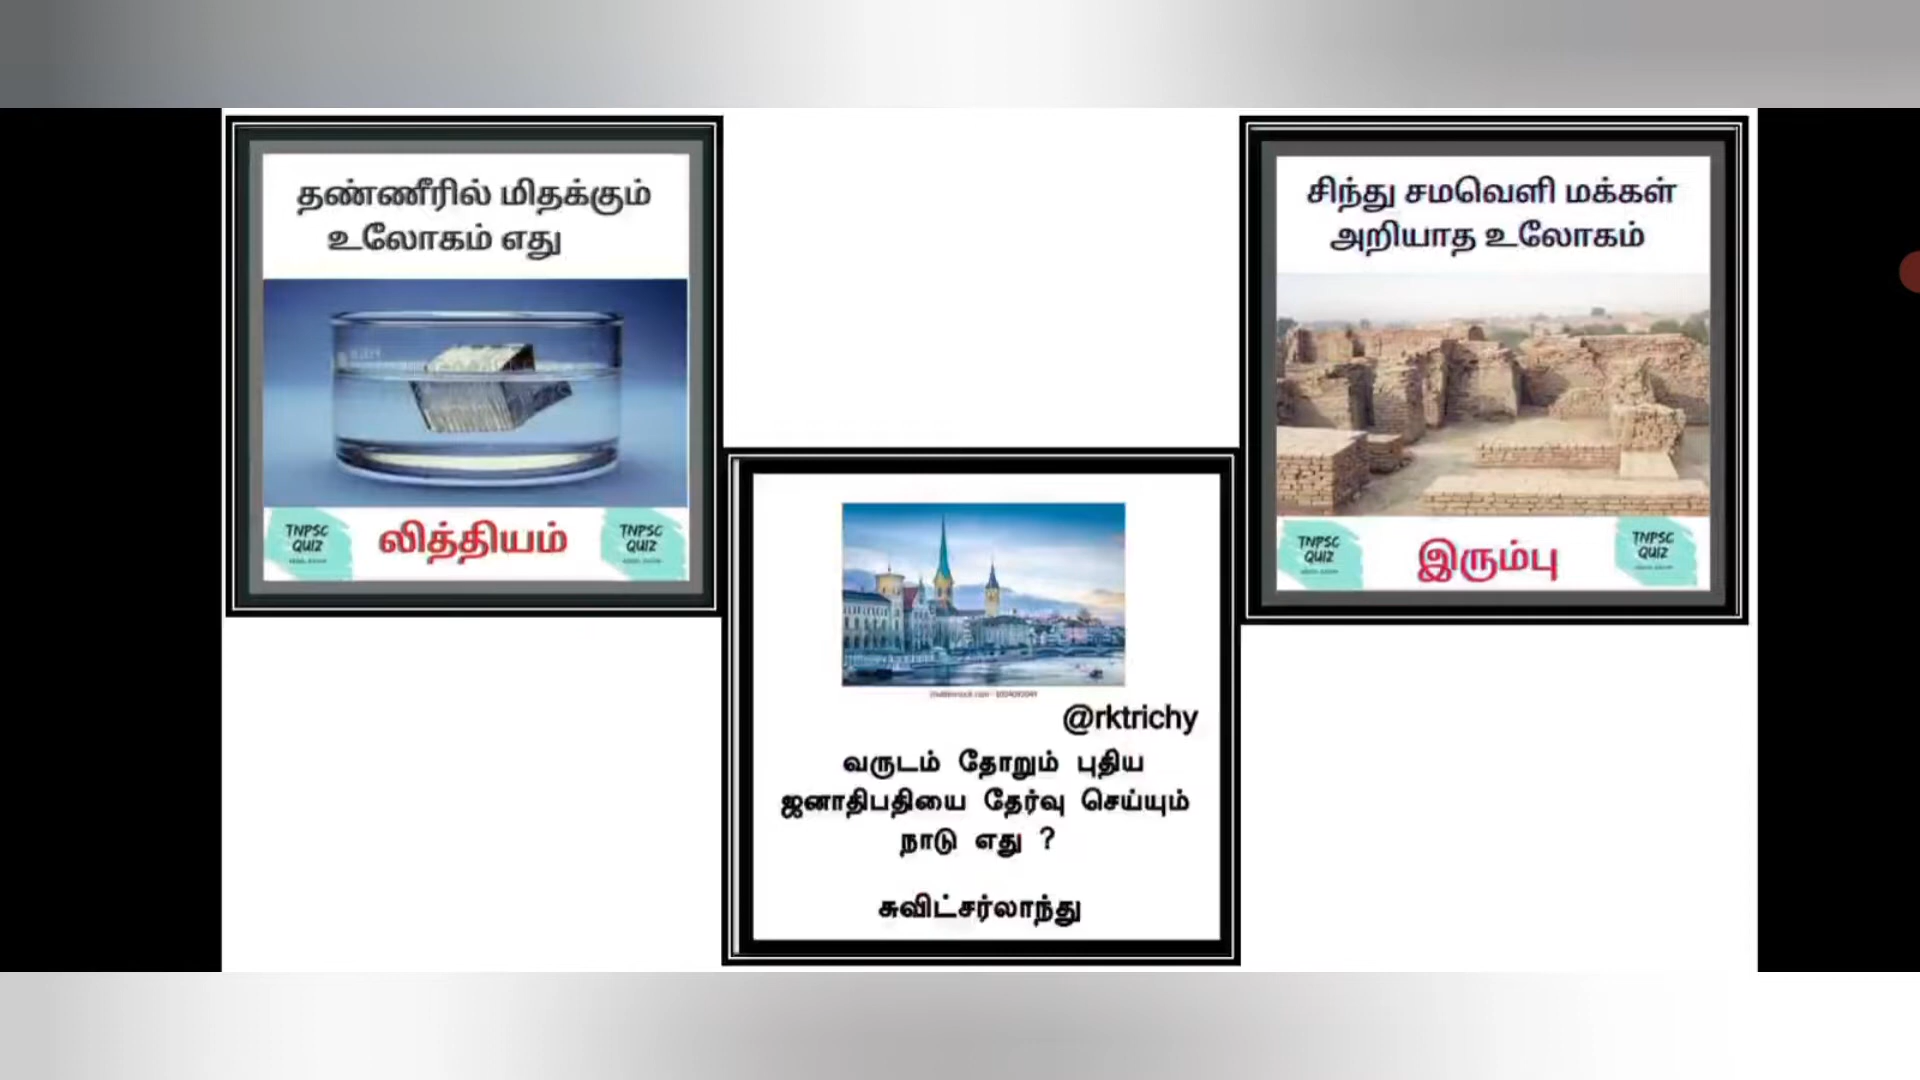 தண்ணீரில் மிதக்கும்
உலோகம் எது
TNPSC
QUIZ
லித்தியம்
TNPSC
QUIZ
சிந்து சமவெளி மக்கள்
அறியாத உலோகம்
TNPSC
QUIZ
இரும்பு
TNPSC
QUIZ
@rktrichy
வருடம் தோறும் புதிய
ஜனாதிபதியை தேர்வு செய்யும்
நாடு எது ?
சுவிட்சர்லாந்து